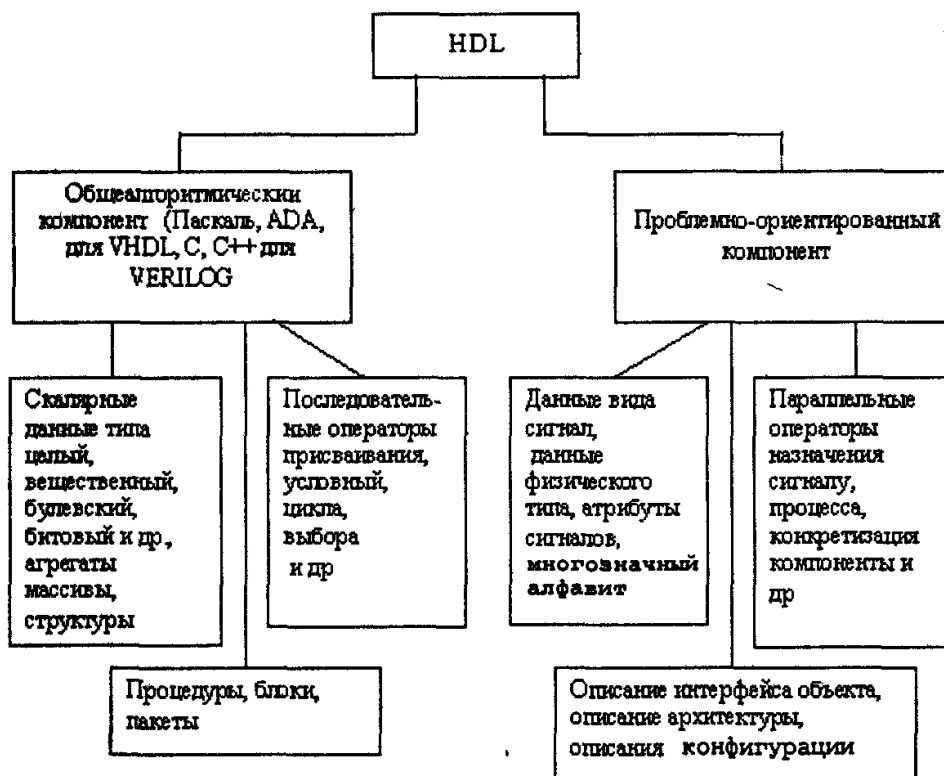 HDL
Общеалгоритмический
компонент (Паскаль, ADA,
для VHDL, C, C++ для
VERILOG
Проблемно-ориентированный
компонент
Скалярные
данные типа
целый,
вещественный,
булевский,
битовый и др.,
агрегаты
массивы,
структуры
Последователь-
ные операторы
присваивания,
условный,
цикла,
выбора
и др
Данные вида
сигнал,
данные
физического
типа, атрибуты
сигналов,
многозначный
алфавит
Параллельные
операторы
назначения
сигналу,
процесса,
конкретизация
компоненты и
др
Процедуры, блоки,
пакеты
Описание интерфейса объекта,
описание архитектуры,
описания конфигурации